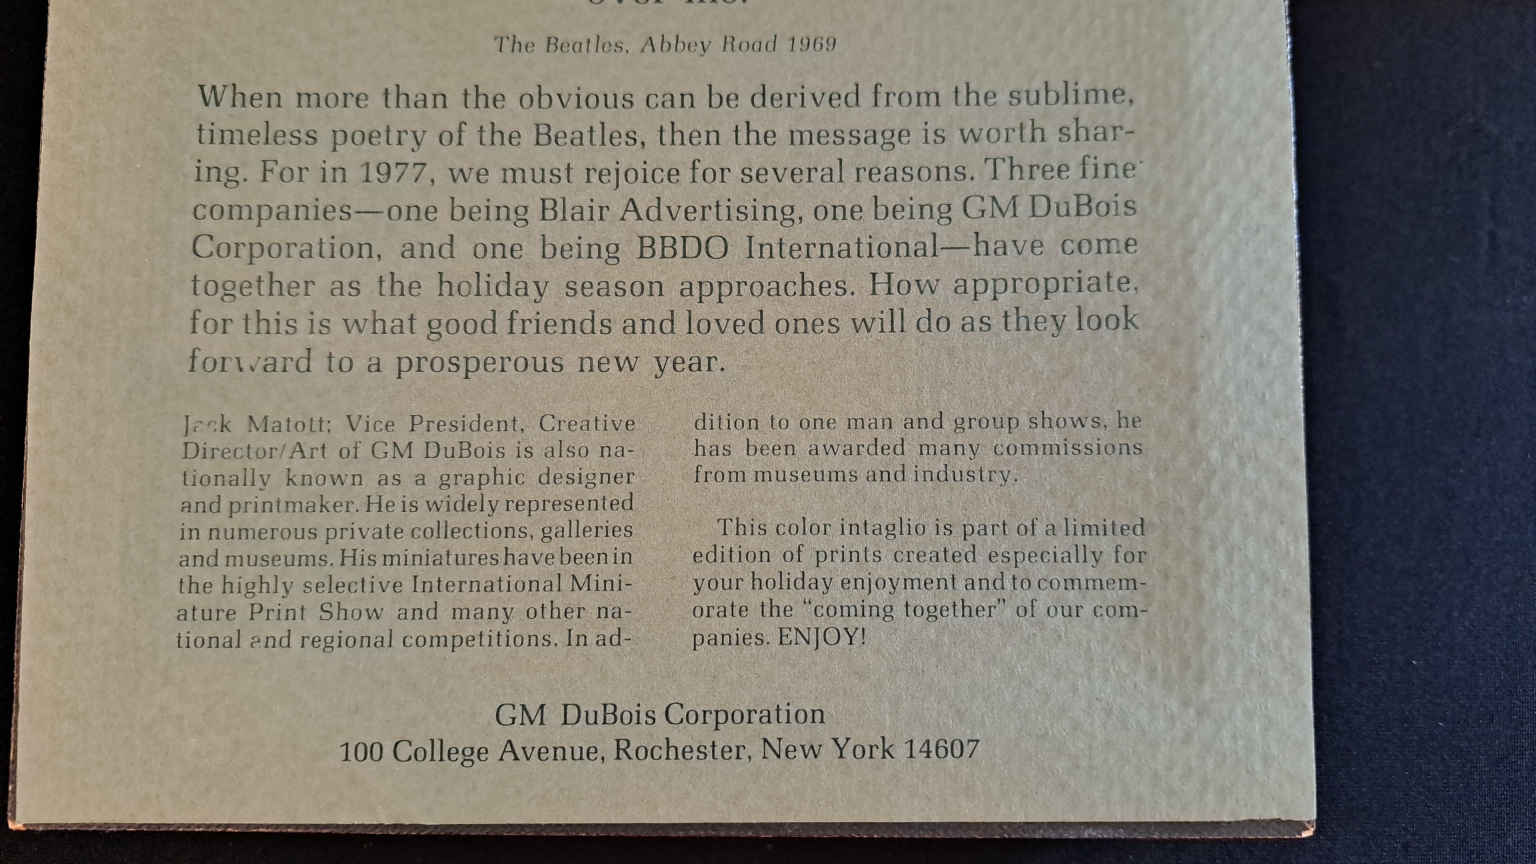 over me."
The Beatles, Abbey Road 1969
When more than the obvious can be derived from the sublime,
timeless poetry of the Beatles, then the message is worth shar-
ing. For in 1977, we must rejoice for several reasons. Three fine
companies—one being Blair Advertising, one being GM DuBois
Corporation, and one being BBDO International—have come
together as the holiday season approaches. How appropriate,
for this is what good friends and loved ones will do as they look
forward to a prosperous new year.
Jack Matott; Vice President, Creative
Director/Art of GM DuBois is also na-
tionally known as a graphic designer
and printmaker. He is widely represented
in numerous private collections, galleries
and museums. His miniatures have been in
the highly selective International Mini-
ature Print Show and many other na-
tional and regional competitions. In ad-
dition to one man and group shows, he
has been awarded many commissions
from museums and industry.
This color intaglio is part of a limited
edition of prints created especially for
your holiday enjoyment and to commem-
orate the “coming together” of our com-
panies. ENJOY!
GM DuBois Corporation
100 College Avenue, Rochester, New York 14607